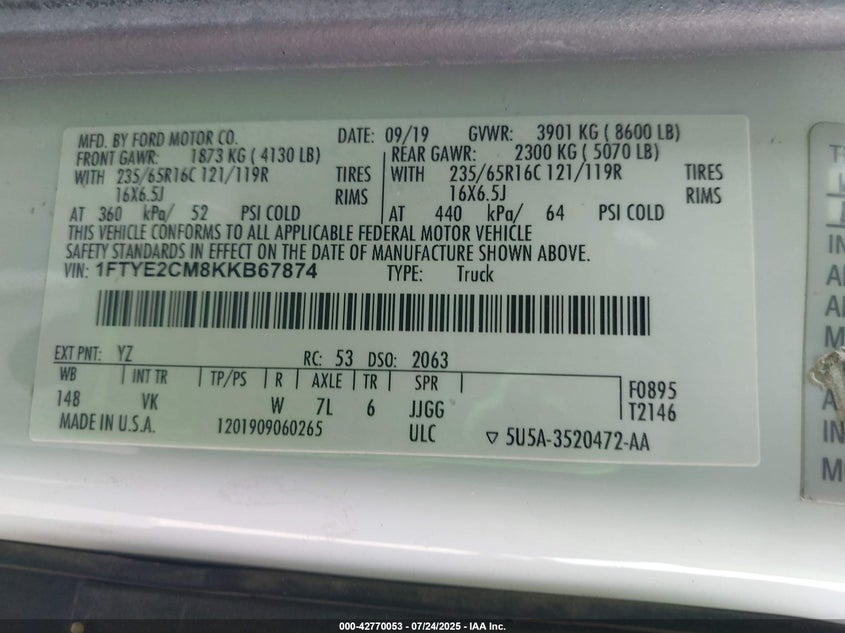 MFD. BY FORD MOTOR CO. DATE: 09/19 GVWR: 3901 KG ( 8600 LB)
FRONT GAWR: 1873 KG ( 4130 LB) REAR GAWR: 2300 KG ( 5070 LB)
WITH 235/65R16C 121/119R TIRES WITH 235/65R16C 121/119R TIRES
16X6.5J RIMS 16X6.5J RIMS
AT 360 kPa/ 52 PSI COLD AT 440 kPa/ 64 PSI COLD
THIS VEHICLE CONFORMS TO ALL APPLICABLE FEDERAL MOTOR VEHICLE
SAFETY STANDARDS IN EFFECT ON THE DATE OF MANUFACTURE SHOWN ABOVE.
VIN: 1FTYE2CM8KKB67874 TYPE: Truck
EXT PNT: YZ RC: 53 DSO: 2063
WB INT TR TP/PS R AXLE TR SPR F0895
148 VK W 7L 6 JJGG T2146
MADE IN U.S.A. 1201909060265 ULC ▽ 5U5A-3520472-AA
000-42770053 / 07/24/2025 - IAA Inc.